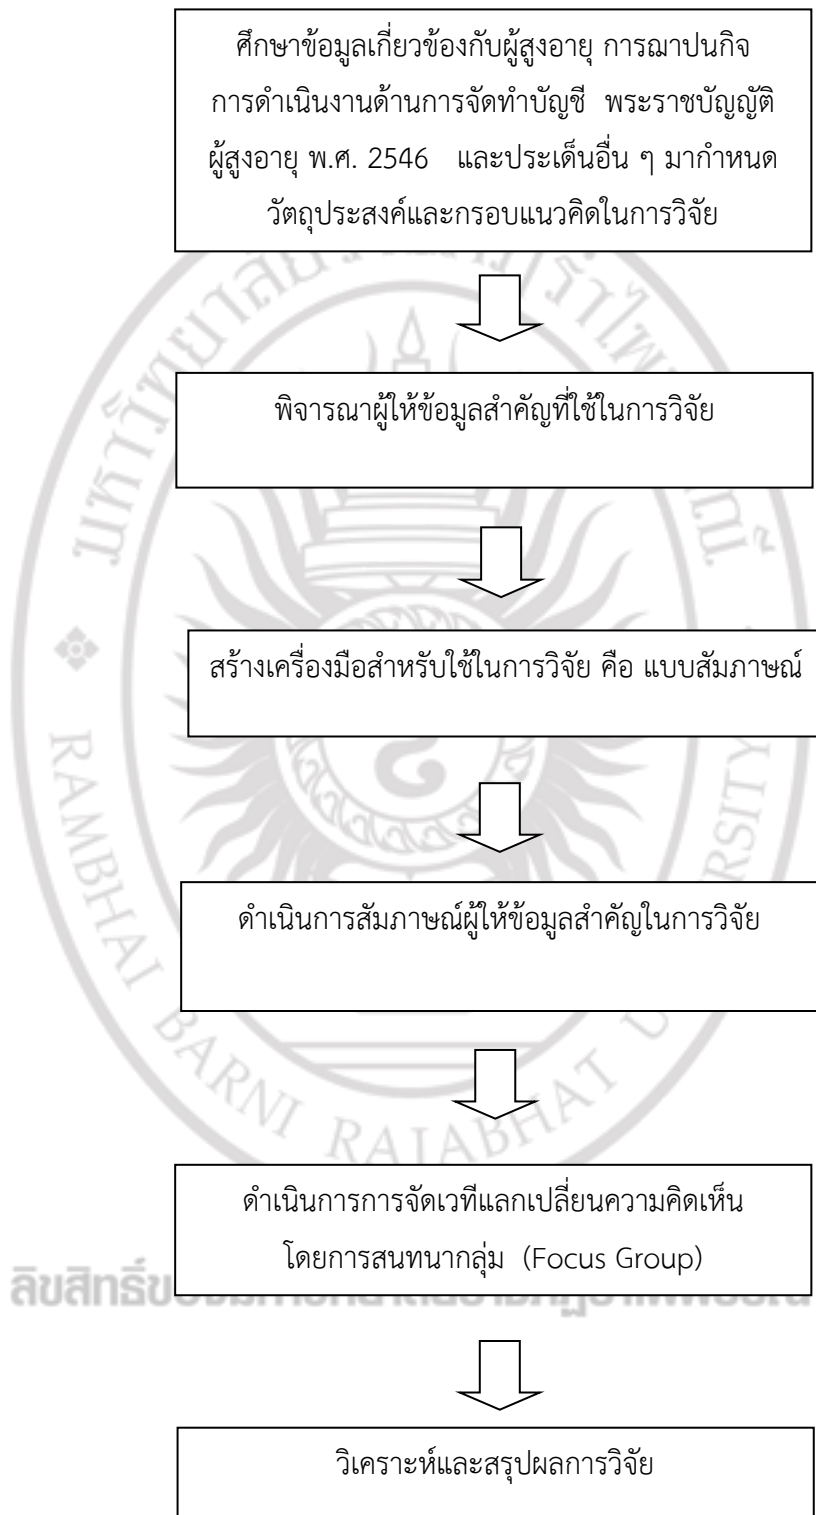 ศึกษาข้อมูลเกี่ยวข้องกับผู้สูงอายุ การฌาปนกิจ
การดำเนินงานด้านการจัดทำบัญชี พระราชบัญญัติ
ผู้สูงอายุ พ.ศ. 2546 และประเด็นอื่น ๆ มากำหนด
วัตถุประสงค์และกรอบแนวคิดในการวิจัย
พิจารณาผู้ให้ข้อมูลสำคัญที่ใช้ในการวิจัย
สร้างเครื่องมือสำหรับใช้ในการวิจัย คือ แบบสัมภาษณ์
ดำเนินการสัมภาษณ์ผู้ให้ข้อมูลสำคัญในการวิจัย
ดำเนินการการจัดเวทีแลกเปลี่ยนความคิดเห็น
โดยการสนทนากลุ่ม (Focus Group)
วิเคราะห์และสรุปผลการวิจัย
RAMBHAI BARNI RAJABHAT
ลิขสิทธิ์